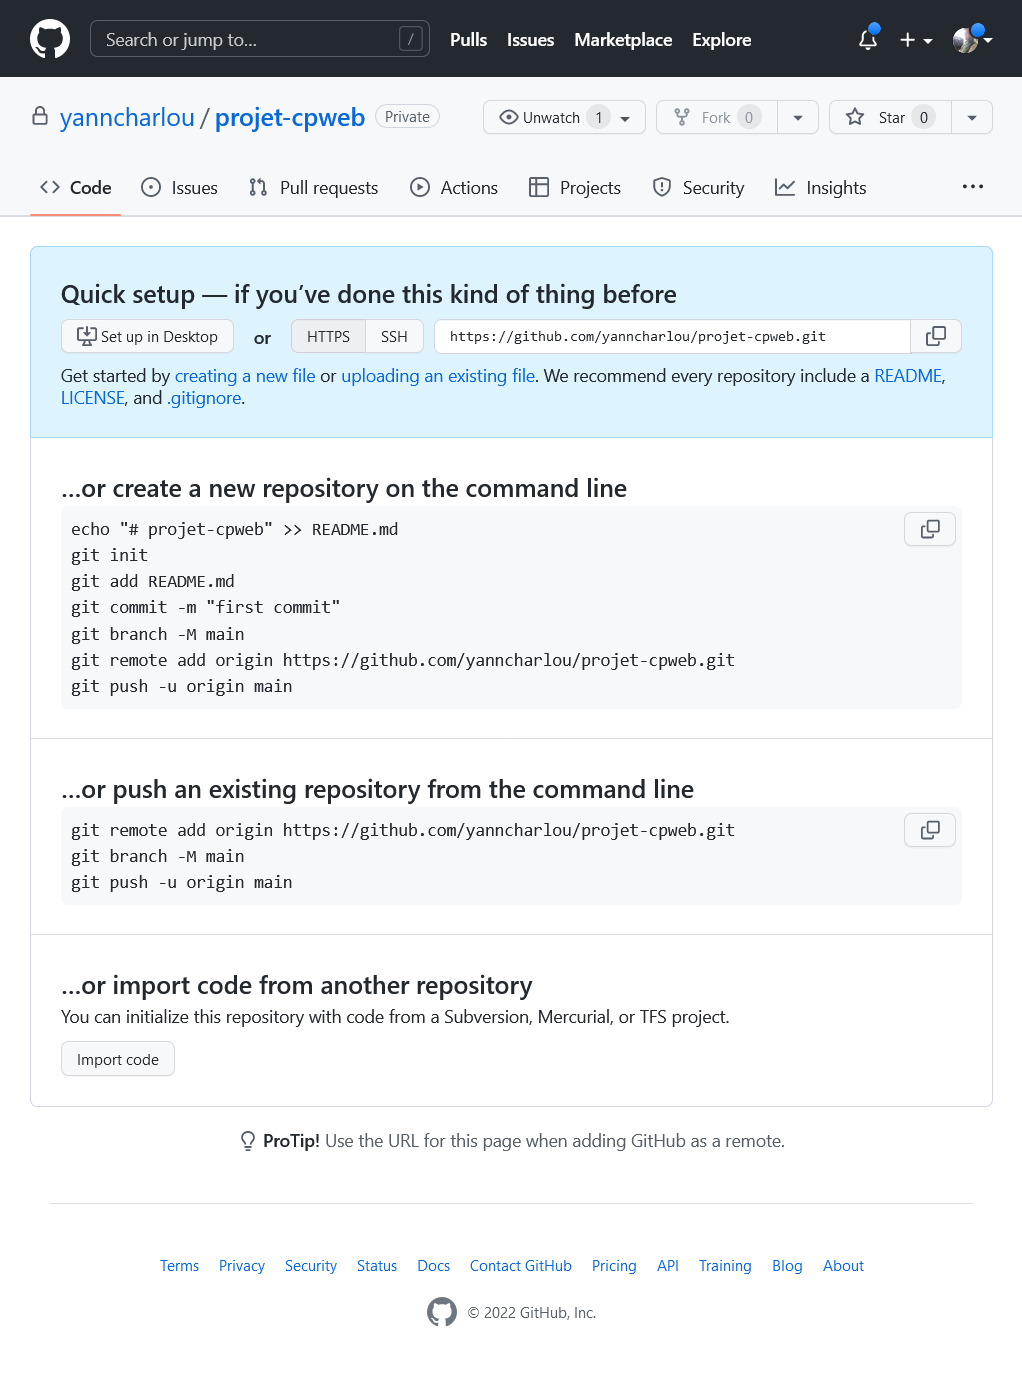 Search or jump to... / Pulls Issues Marketplace Explore
yanncharlou / projet-cpweb Private Unwatch 1 Fork 0 Star 0
Code Issues Pull requests Actions Projects Security Insights ...
Quick setup — if you’ve done this kind of thing before
Set up in Desktop or HTTPS SSH https://github.com/yanncharlou/projet-cpweb.git
Get started by creating a new file or uploading an existing file. We recommend every repository include a README,
LICENSE, and .gitignore.
…or create a new repository on the command line
echo "# projet-cpweb" >> README.md
git init
git add README.md
git commit -m "first commit"
git branch -M main
git remote add origin https://github.com/yanncharlou/projet-cpweb.git
git push -u origin main
…or push an existing repository from the command line
git remote add origin https://github.com/yanncharlou/projet-cpweb.git
git branch -M main
git push -u origin main
…or import code from another repository
You can initialize this repository with code from a Subversion, Mercurial, or TFS project.
Import code
ProTip! Use the URL for this page when adding GitHub as a remote.
Terms Privacy Security Status Docs Contact GitHub Pricing API Training Blog About
© 2022 GitHub, Inc.